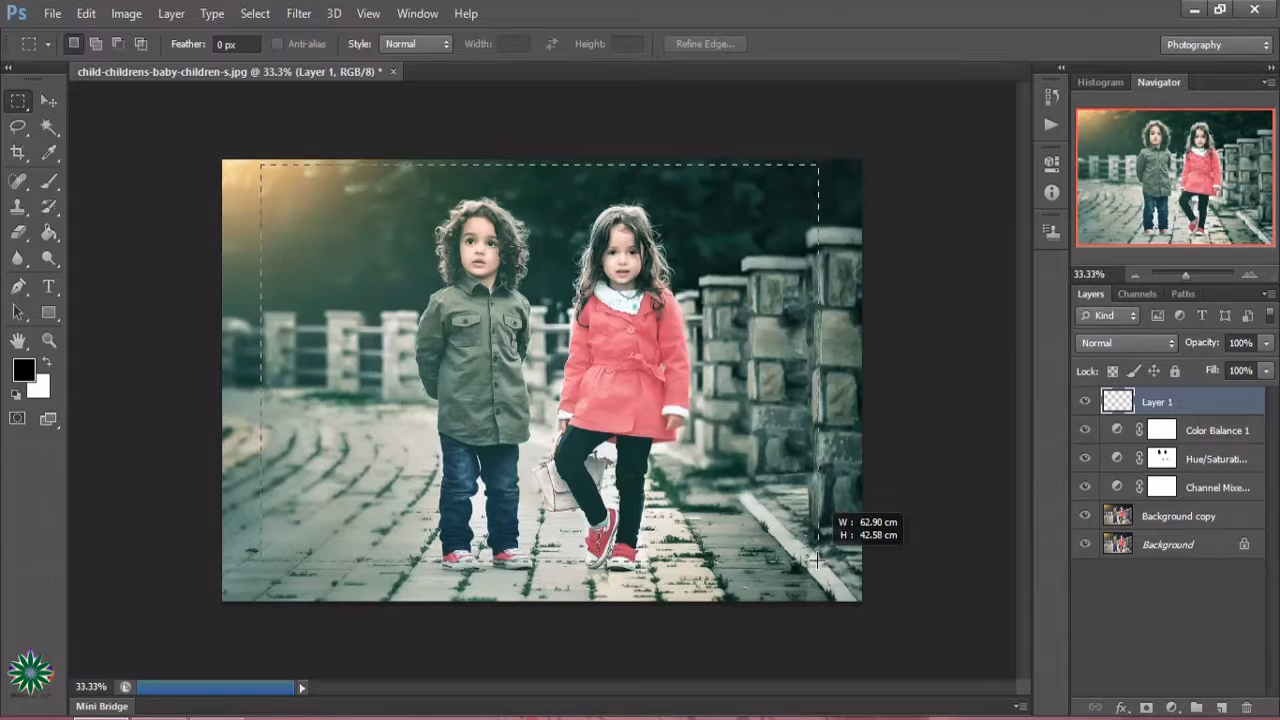 Ps File Edit Image Layer Type Select Filter 3D View Window Help
Feather: 0 px Anti-alias Style: Normal Width: Height: Refine Edge... Photography
child-childrens-baby-children-s.jpg @ 33.3% (Layer 1, RGB/8) *
Histogram Navigator
33.33%
Layers Channels Paths
Kind
Normal Opacity: 100%
Lock: Fill: 100%
Layer 1
Color Balance 1
Hue/Saturati...
Channel Mixe...
Background copy
Background
W : 62.90 cm
H : 42.58 cm
33.33%
Mini Bridge